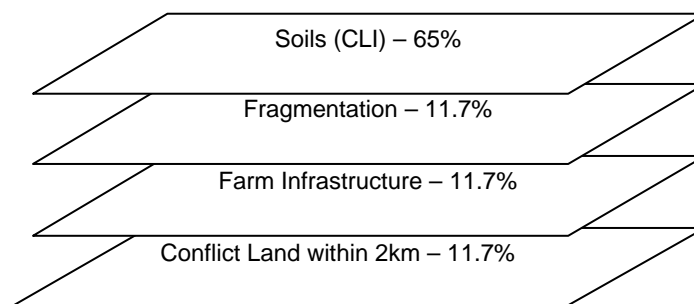 Soils (CLI) – 65%
Fragmentation – 11.7%
Farm Infrastructure – 11.7%
Conflict Land within 2km – 11.7%